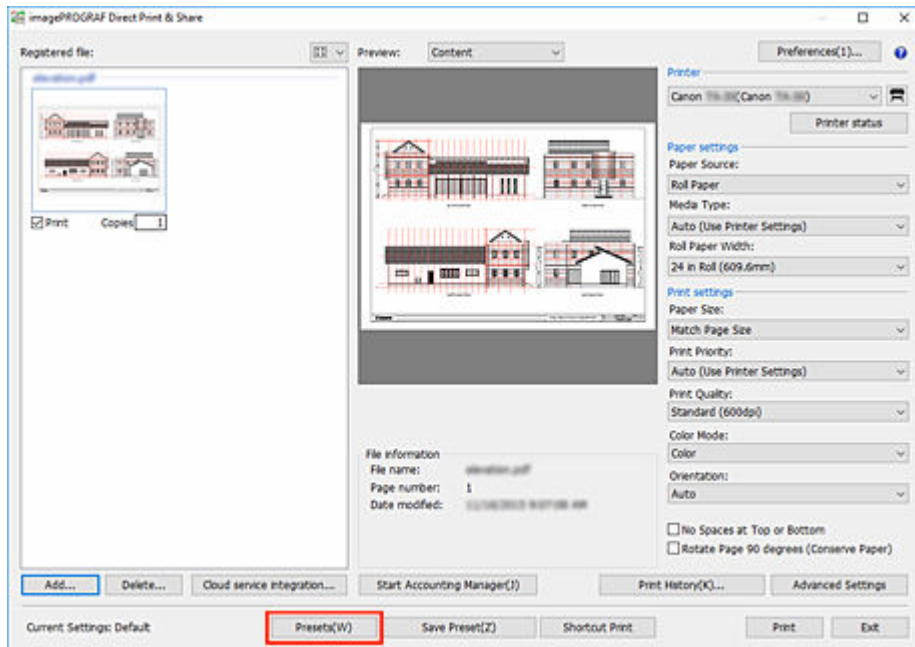 imagePROGRAF Direct Print & Share
Registered file:
Preview:
Content
Preferences(1)...
Print
Copies
1
File information
File name:
Page number:
1
Date modified:
Printer
Canon
(Canon
)
Printer status
Paper settings
Paper Source:
Roll Paper
Media Type:
Auto (Use Printer Settings)
Roll Paper Width:
24 in Roll (609.6mm)
Print settings
Paper Size:
Match Page Size
Print Priority:
Auto (Use Printer Settings)
Print Quality:
Standard (600dpi)
Color Mode:
Color
Orientation:
Auto
No Spaces at Top or Bottom
Rotate Page 90 degrees (Conserve Paper)
Add...
Delete...
Cloud service integration...
Start Accounting Manager(J)
Print History(K)...
Advanced Settings
Current Settings: Default
Presets(W)
Save Preset(Z)
Shortcut Print
Print
Exit